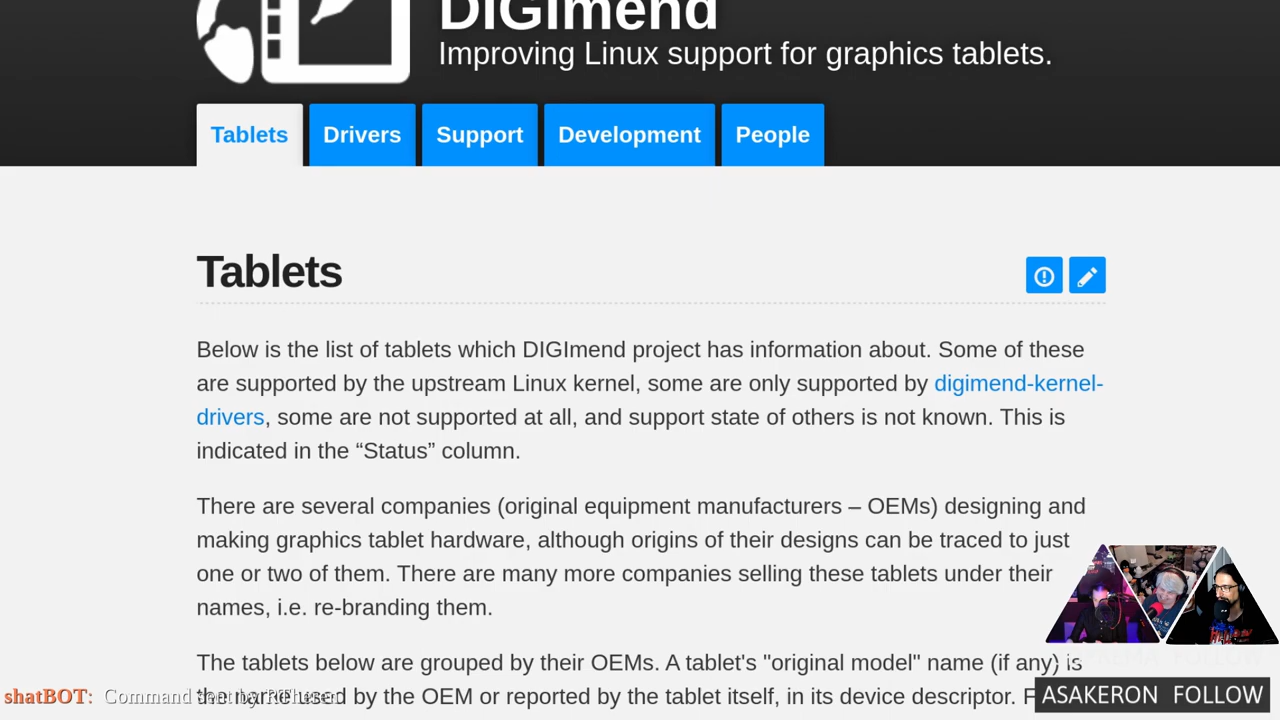 DIGImend
Improving Linux support for graphics tablets.
Tablets
Drivers
Support
Development
People
Tablets
Below is the list of tablets which DIGImend project has information about. Some of these
are supported by the upstream Linux kernel, some are only supported by digimend-kernel-
drivers, some are not supported at all, and support state of others is not known. This is
indicated in the “Status” column.
There are several companies (original equipment manufacturers – OEMs) designing and
making graphics tablet hardware, although origins of their designs can be traced to just
one or two of them. There are many more companies selling these tablets under their
names, i.e. re-branding them.
The tablets below are grouped by their OEMs. A tablet's "original model" name (if any) is
by the OEM or reported by the tablet itself, in its device descriptor. F
shatBOT: Command sent by
ASAKERON FOLLOW